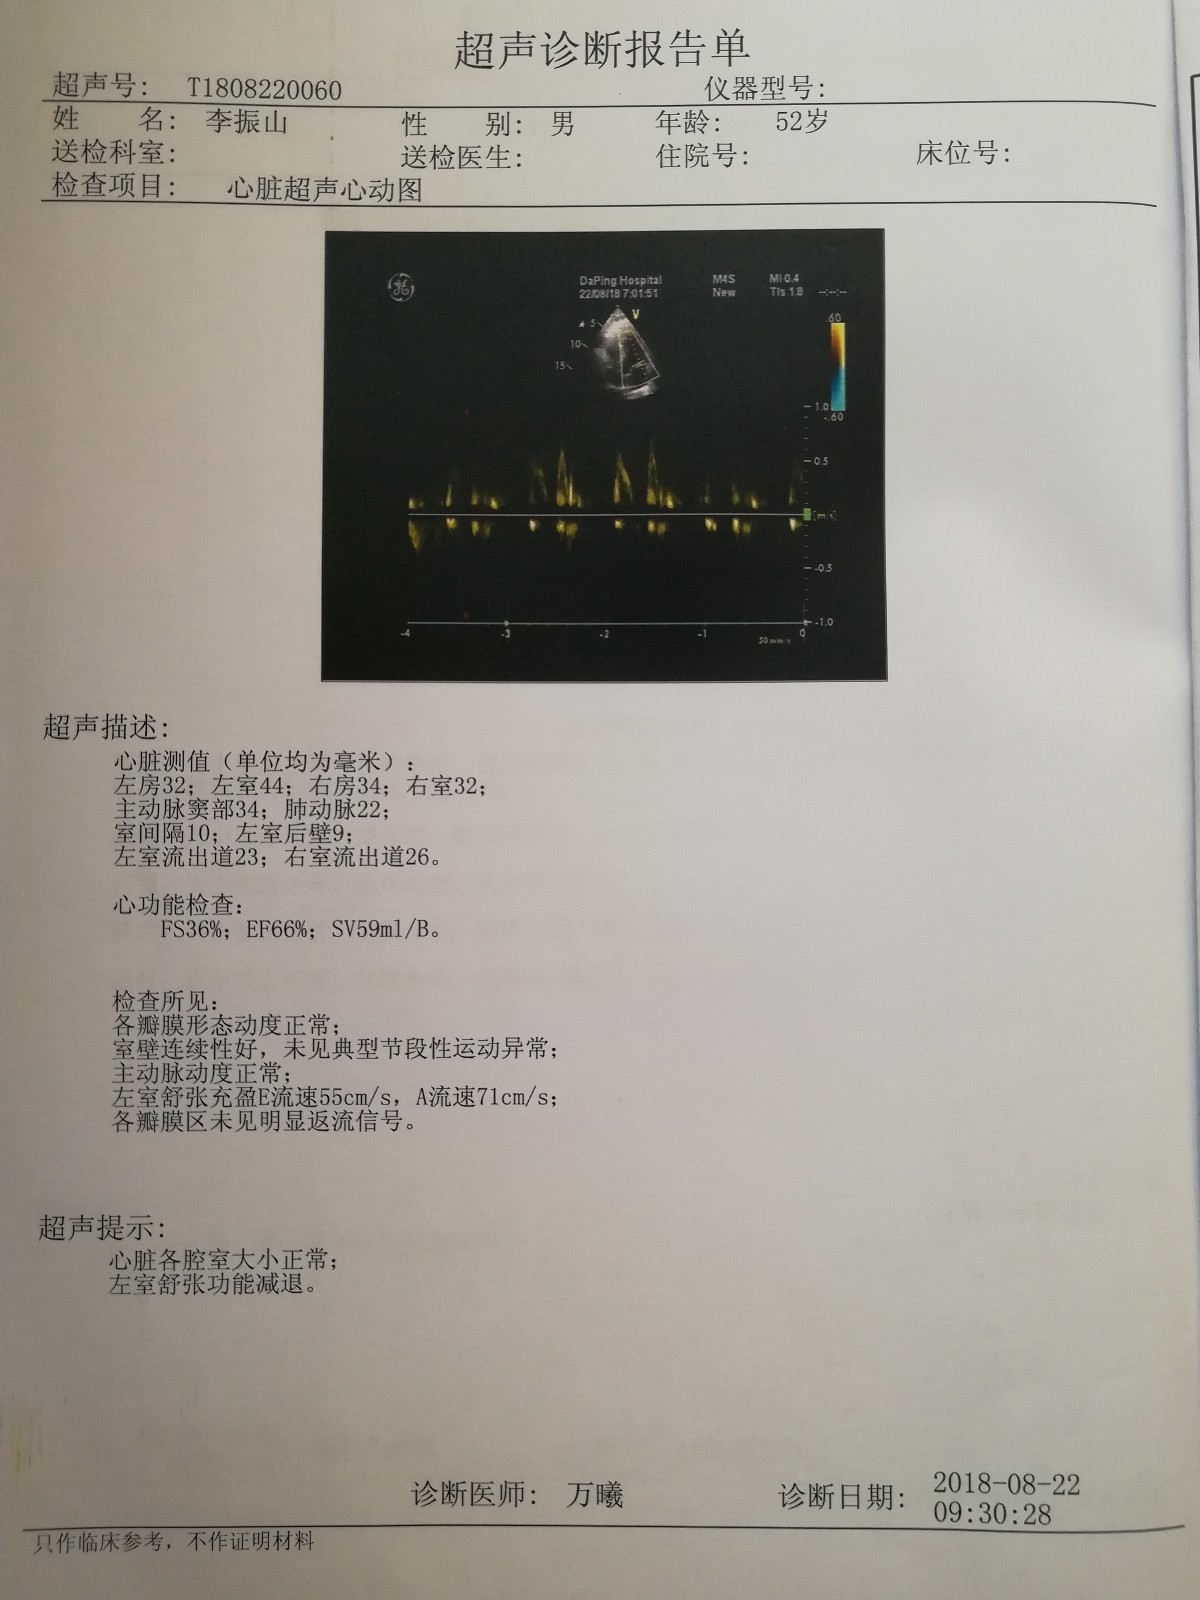 超声诊断报告单
超声号: T1808220060 仪器型号:
姓 名: 李振山 性 别: 男 年龄: 52岁
送检科室: 送检医生: 住院号: 床位号:
检查项目: 心脏超声心动图
DaPing Hospital M4S MI 0.4
22/08/18 7:01:51 New TIs 1.8 --:--:--
V
5
10
15
.60
-.60
1.0
0.5
[m/s]
-0.5
-1.0
-4 -3 -2 -1 0
超声描述:
心脏测值（单位均为毫米）:
左房32; 左室44; 右房34; 右室32;
主动脉窦部34; 肺动脉22;
室间隔10; 左室后壁9;
左室流出道23; 右室流出道26。
心功能检查:
FS36%; EF66%; SV59ml/B。
检查所见:
各瓣膜形态动度正常;
室壁连续性好, 未见典型节段性运动异常;
主动脉动度正常;
左室舒张充盈E流速55cm/s, A流速71cm/s;
各瓣膜区未见明显返流信号。
超声提示:
心脏各腔室大小正常;
左室舒张功能减退。
诊断医师: 万曦 诊断日期: 2018-08-22
09:30:28
只作临床参考, 不作证明材料